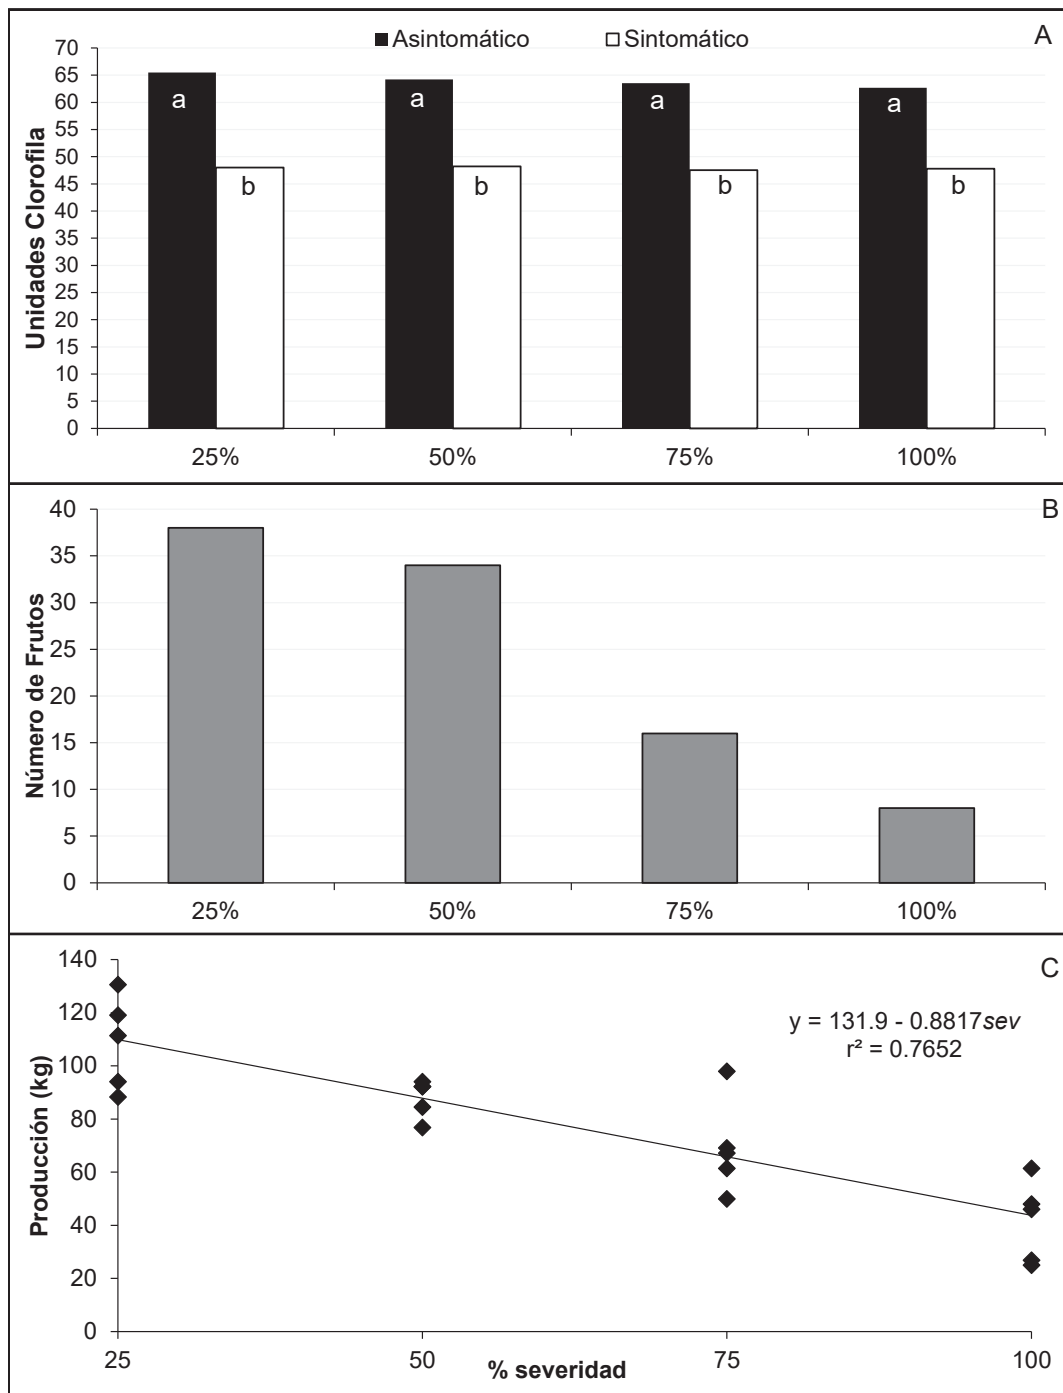 A
Asintomático Sintomático
Unidades Clorofila
70
65
60
55
50
45
40
35
30
25
20
15
10
5
0
a b a b a b a b
25% 50% 75% 100%
B
Número de Frutos
40
35
30
25
20
15
10
5
0
25% 50% 75% 100%
C
Producción (kg)
140
120
100
80
60
40
20
0
y = 131.9 - 0.8817sev
r² = 0.7652
25 50 75 100
% severidad